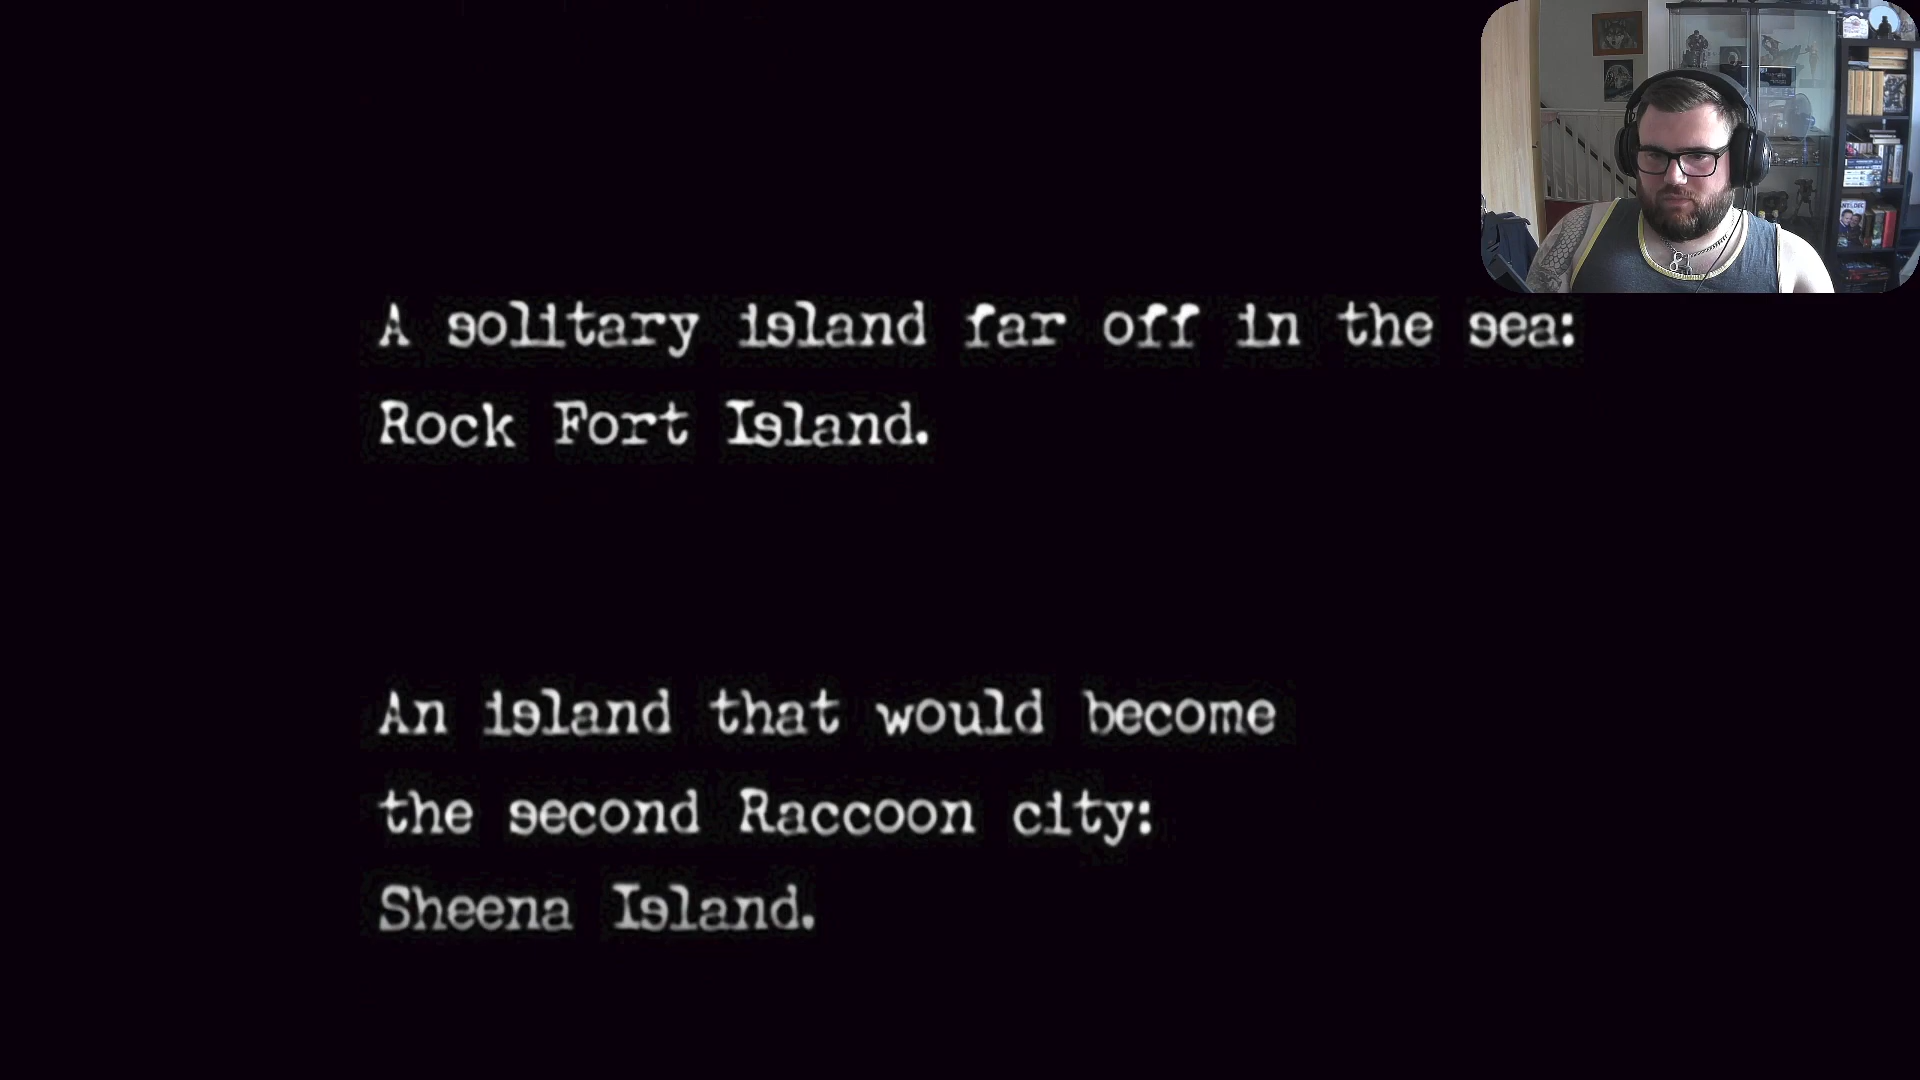 A solitary island far off in the sea:
Rock Fort Island.
An island that would become
the second Raccoon city:
Sheena Island.